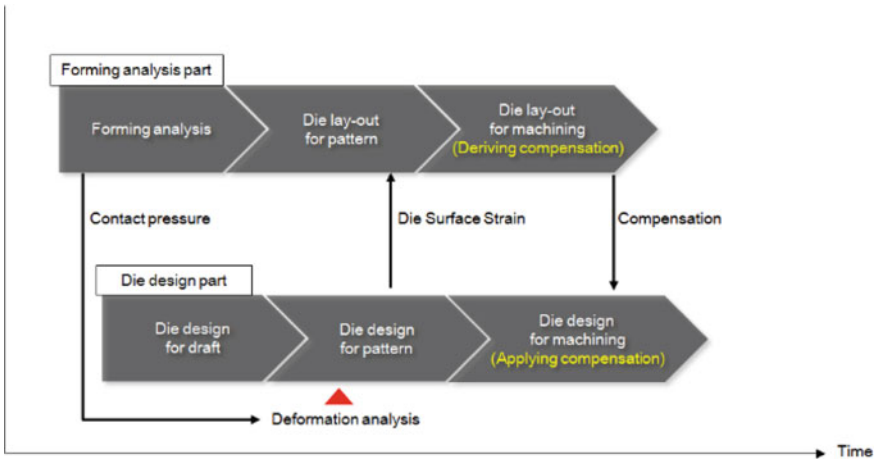 Forming analysis part
Forming analysis
Die lay-out
for pattern
Die lay-out
for machining
(Deriving compensation)
Contact pressure
Die Surface Strain
Compensation
Die design part
Die design
for draft
Die design
for pattern
Die design
for machining
(Applying compensation)
Deformation analysis
Time